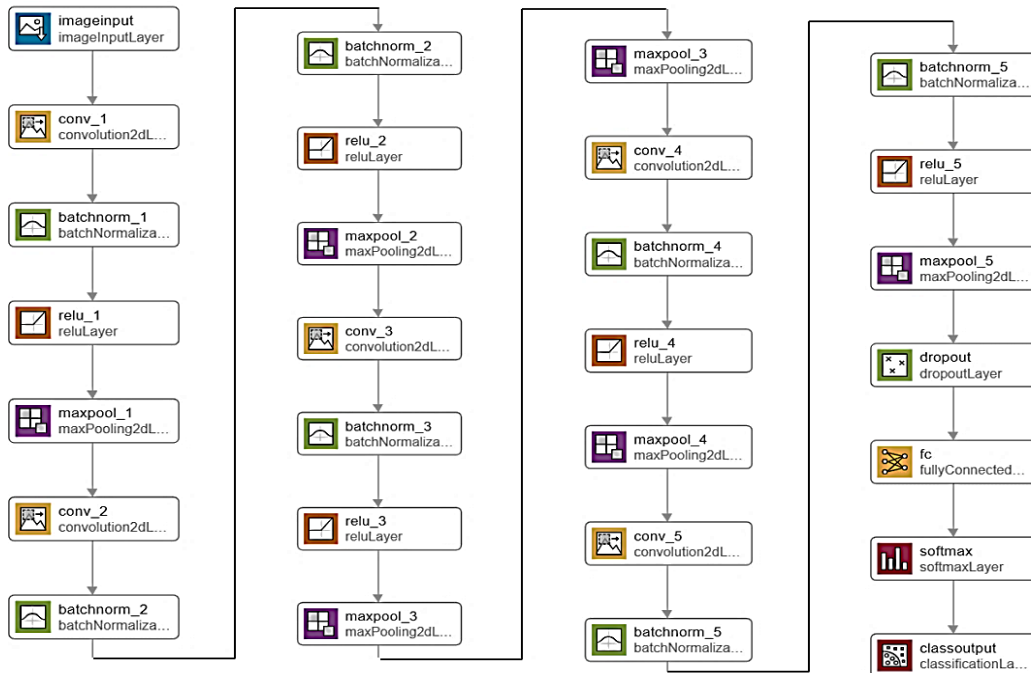 imageinput
imageInputLayer
conv_1
convolution2dL...
batchnorm_1
batchNormaliza...
relu_1
reluLayer
maxpool_1
maxPooling2dL...
conv_2
convolution2dL...
batchnorm_2
batchNormaliza...
batchnorm_2
batchNormaliza...
relu_2
reluLayer
maxpool_2
maxPooling2dL...
conv_3
convolution2dL...
batchnorm_3
batchNormaliza...
relu_3
reluLayer
maxpool_3
maxPooling2dL...
maxpool_3
maxPooling2dL...
conv_4
convolution2dL...
batchnorm_4
batchNormaliza...
relu_4
reluLayer
maxpool_4
maxPooling2dL...
conv_5
convolution2dL...
batchnorm_5
batchNormaliza...
batchnorm_5
batchNormaliza...
relu_5
reluLayer
maxpool_5
maxPooling2dL...
dropout
dropoutLayer
fc
fullyConnected...
softmax
softmaxLayer
classoutput
classificationLa...